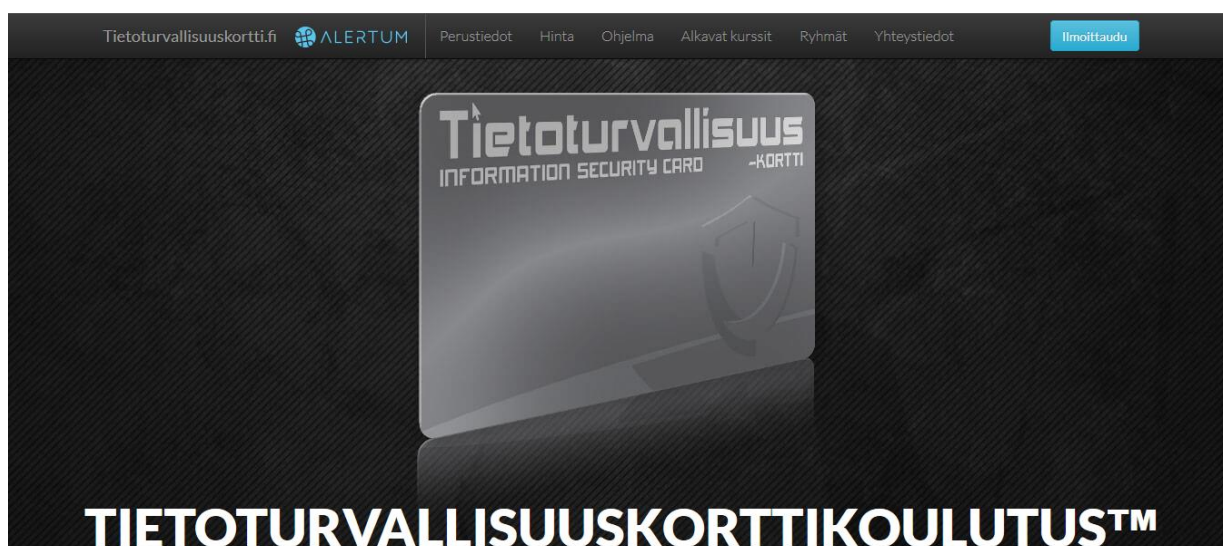 Tietoturvallisuuskortti.fi ALERTUM Perustiedot Hinta Ohjelma Alkavat kurssit Ryhmät Yhteystiedot Ilmoittaudu
Tietoturvallisuus
INFORMATION SECURITY CARD -KORTTI
TIETOTURVALLISUUSKORTTIKOULUTUS™